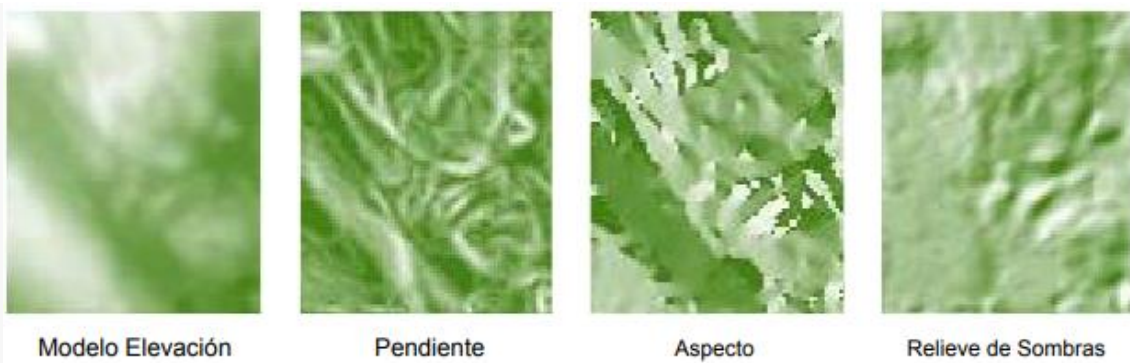 Modelo Elevación
Pendiente
Aspecto
Relieve de Sombras